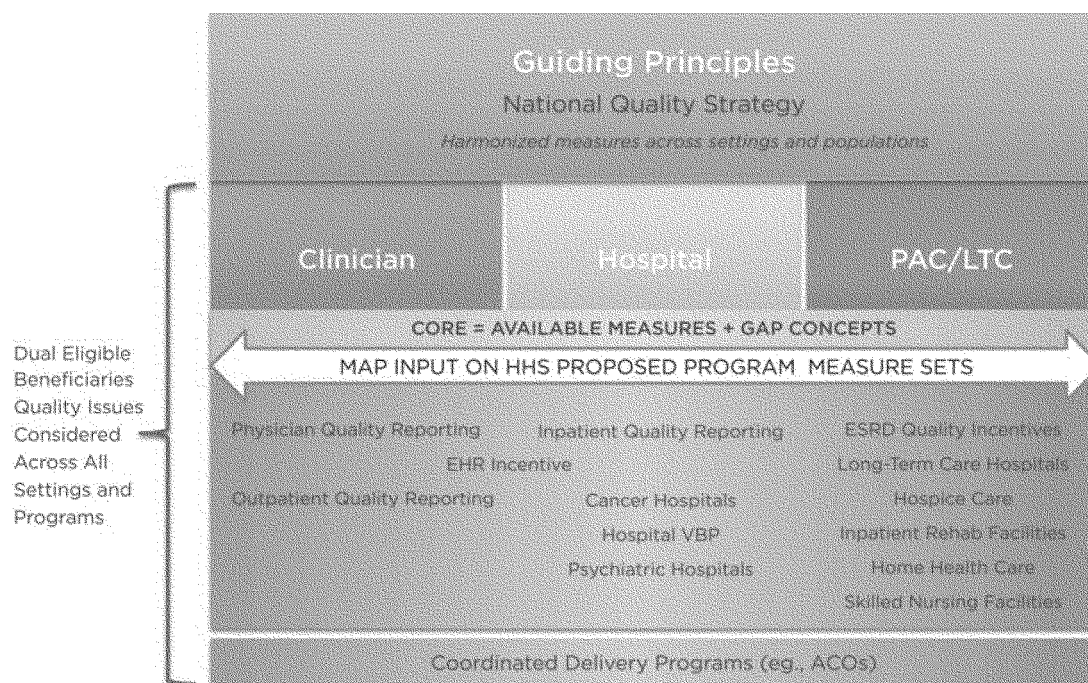 Guiding Principles
National Quality Strategy
Harmonized measures across settings and populations
Clinician
Hospital
PAC/LTC
CORE = AVAILABLE MEASURES + GAP CONCEPTS
MAP INPUT ON HHS PROPOSED PROGRAM MEASURE SETS
Dual Eligible
Beneficiaries
Quality Issues
Considered
Across All
Settings and
Programs
Physician Quality Reporting
Inpatient Quality Reporting
ESRD Quality Incentives
EHR Incentive
Long-Term Care Hospitals
Outpatient Quality Reporting
Cancer Hospitals
Hospice Care
Hospital VBP
Inpatient Rehab Facilities
Psychiatric Hospitals
Home Health Care
Skilled Nursing Facilities
Coordinated Delivery Programs (eg., ACOs)